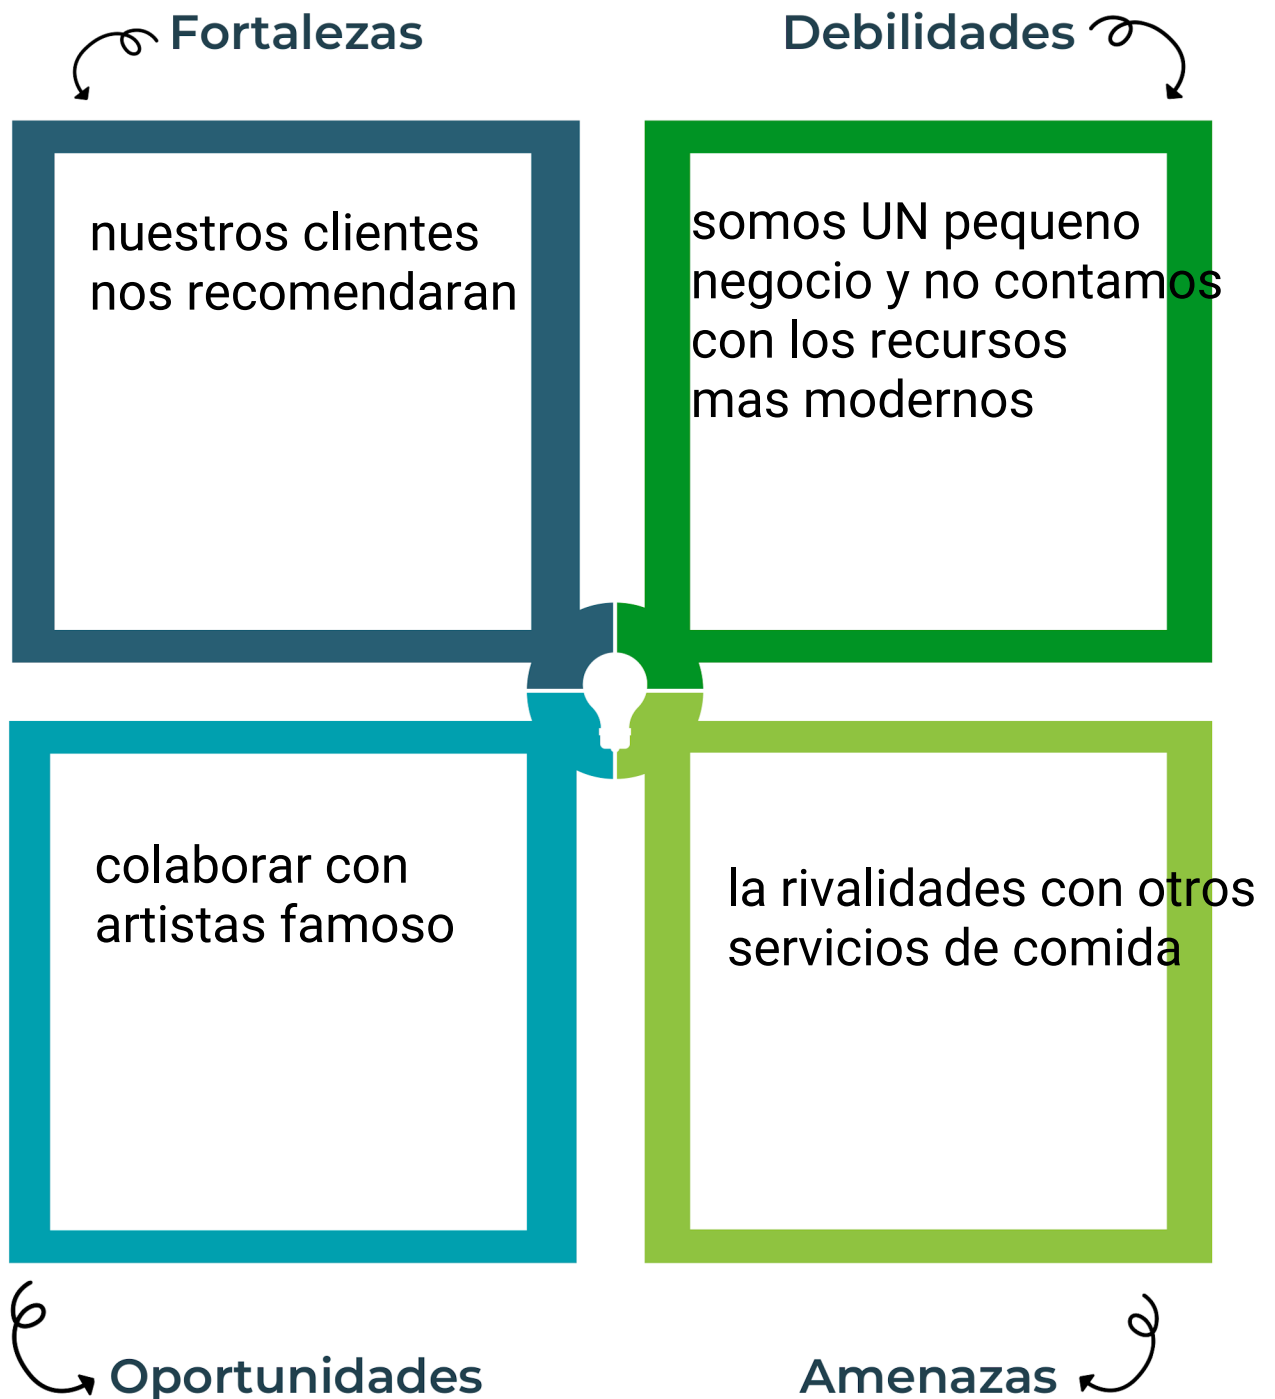 Fortalezas
nuestros clientes
nos recomendaran
Debilidades
somos UN pequeno
negocio y no contamos
con los recursos
mas modernos
colaborar con
artistas famoso
Oportunidades
la rivalidades con otros
servicios de comida
Amenazas